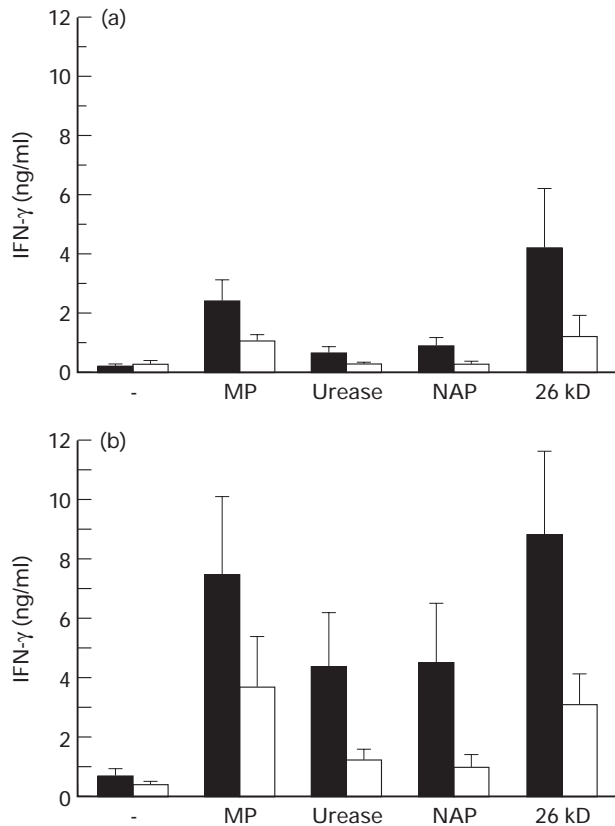 (a)
12
10
8
6
4
2
0
IFN-γ (ng/ml)
- MP Urease NAP 26 kD
(b)
12
10
8
6
4
2
0
IFN-γ (ng/ml)
- MP Urease NAP 26 kD